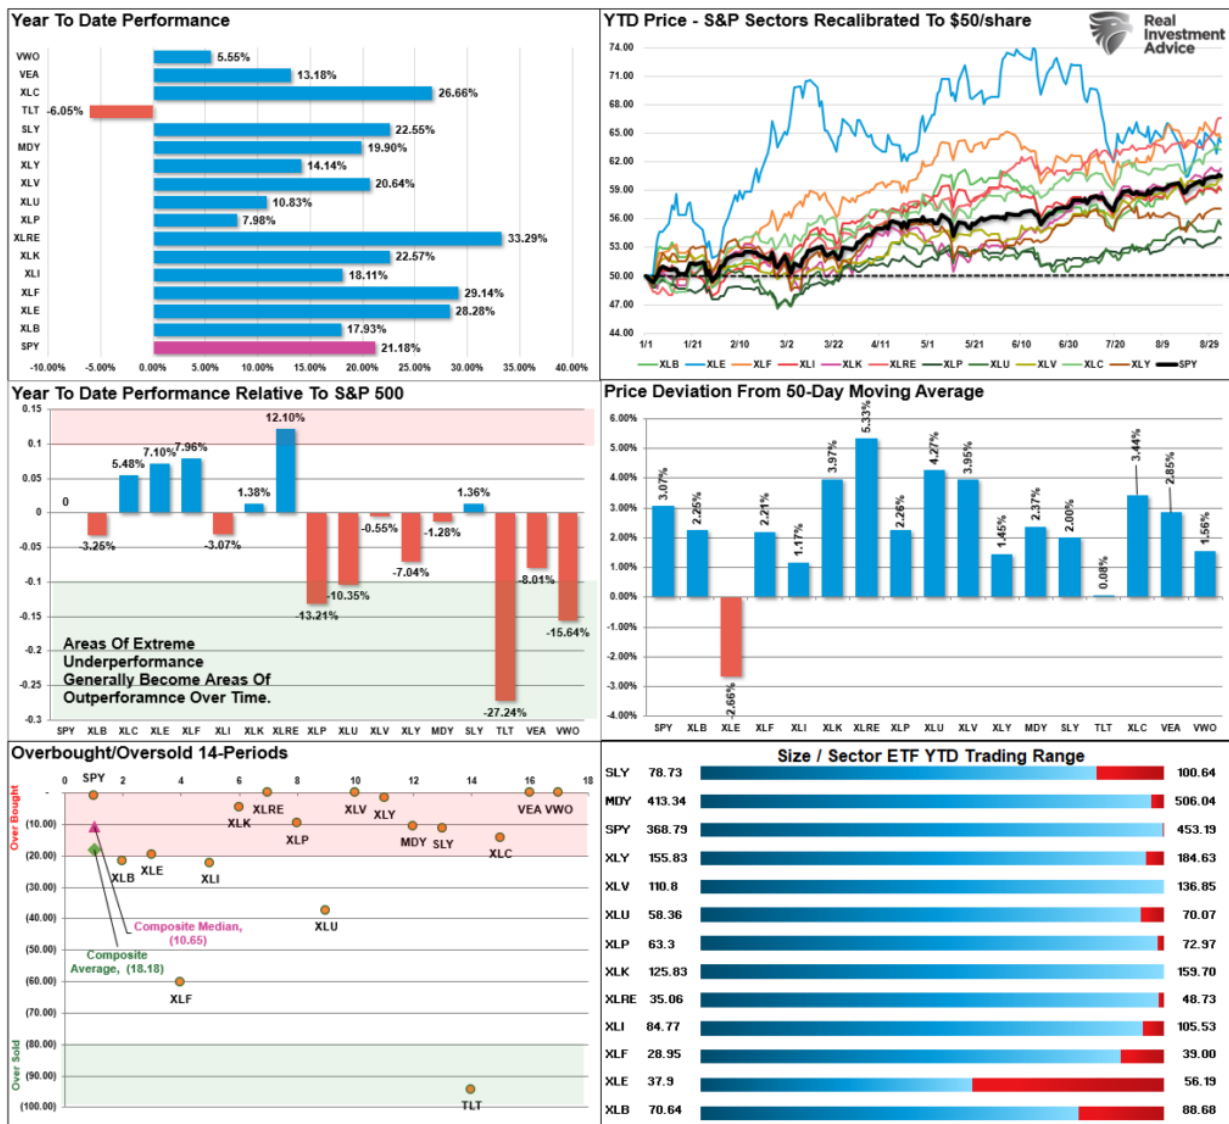 Year To Date Performance
VWO 5.55%
VEA 13.18%
XLC 26.66%
TLT -6.05%
SLY 22.55%
MDY 19.90%
XLY 14.14%
XLV 20.64%
XLU 10.83%
XLP 7.98%
XLRE 33.29%
XLK 22.57%
XLI 18.11%
XLF 29.14%
XLE 28.28%
XLB 17.93%
SPY 21.18%
-10.00% -5.00% 0.00% 5.00% 10.00% 15.00% 20.00% 25.00% 30.00% 35.00% 40.00%
YTD Price - S&P Sectors Recalibrated To $50/share
Real
Investment
Advice
74.00
71.00
68.00
65.00
62.00
59.00
56.00
53.00
50.00
47.00
44.00
1/1 1/21 2/10 3/2 3/22 4/11 5/1 5/21 6/10 6/30 7/20 8/9 8/29
XLB XLE XLF XLI XLK XLRE XLP XLU XLV XLC XLY SPY
Year To Date Performance Relative To S&P 500
0.15
0.1
0.05
0
-0.05
-0.1
-0.15
-0.2
-0.25
-0.3
0 -3.25% 5.48% 7.10% 7.96% -3.07% 1.38% 12.10% -13.21% -10.35% -0.55% -7.04% -1.28% 1.36% -27.24% -8.01% -15.64%
Areas Of Extreme
Underperformance
Generally Become Areas Of
Outperforamnce Over Time.
SPY XLB XLC XLE XLF XLI XLK XLRE XLP XLU XLV XLY MDY SLY TLT VEA VWO
Price Deviation From 50-Day Moving Average
6.00%
5.00%
4.00%
3.00%
2.00%
1.00%
0.00%
-1.00%
-2.00%
-3.00%
-4.00%
3.07% 2.25% -2.66% 2.21% 1.17% 3.97% 5.33% 2.26% 4.27% 3.95% 1.45% 2.37% 2.00% 0.08% 3.44% 2.85% 1.56%
SPY XLB XLE XLF XLI XLK XLRE XLP XLU XLV XLY MDY SLY TLT XLC VEA VWO
Overbought/Oversold 14-Periods
0 2 4 6 8 10 12 14 16 18
Over Bought
Over Sold
-
(10.00)
(20.00)
(30.00)
(40.00)
(50.00)
(60.00)
(70.00)
(80.00)
(90.00)
(100.00)
SPY
XLK XLRE XLP XLV XLY MDY SLY XLC VEA VWO
XLB XLE XLI
XLU
Composite Median,
(10.65)
Composite
Average, (18.18)
XLF
TLT
Size / Sector ETF YTD Trading Range
SLY 78.73 100.64
MDY 413.34 506.04
SPY 368.79 453.19
XLY 155.83 184.63
XLV 110.8 136.85
XLU 58.36 70.07
XLP 63.3 72.97
XLK 125.83 159.70
XLRE 35.06 48.73
XLI 84.77 105.53
XLF 28.95 39.00
XLE 37.9 56.19
XLB 70.64 88.68